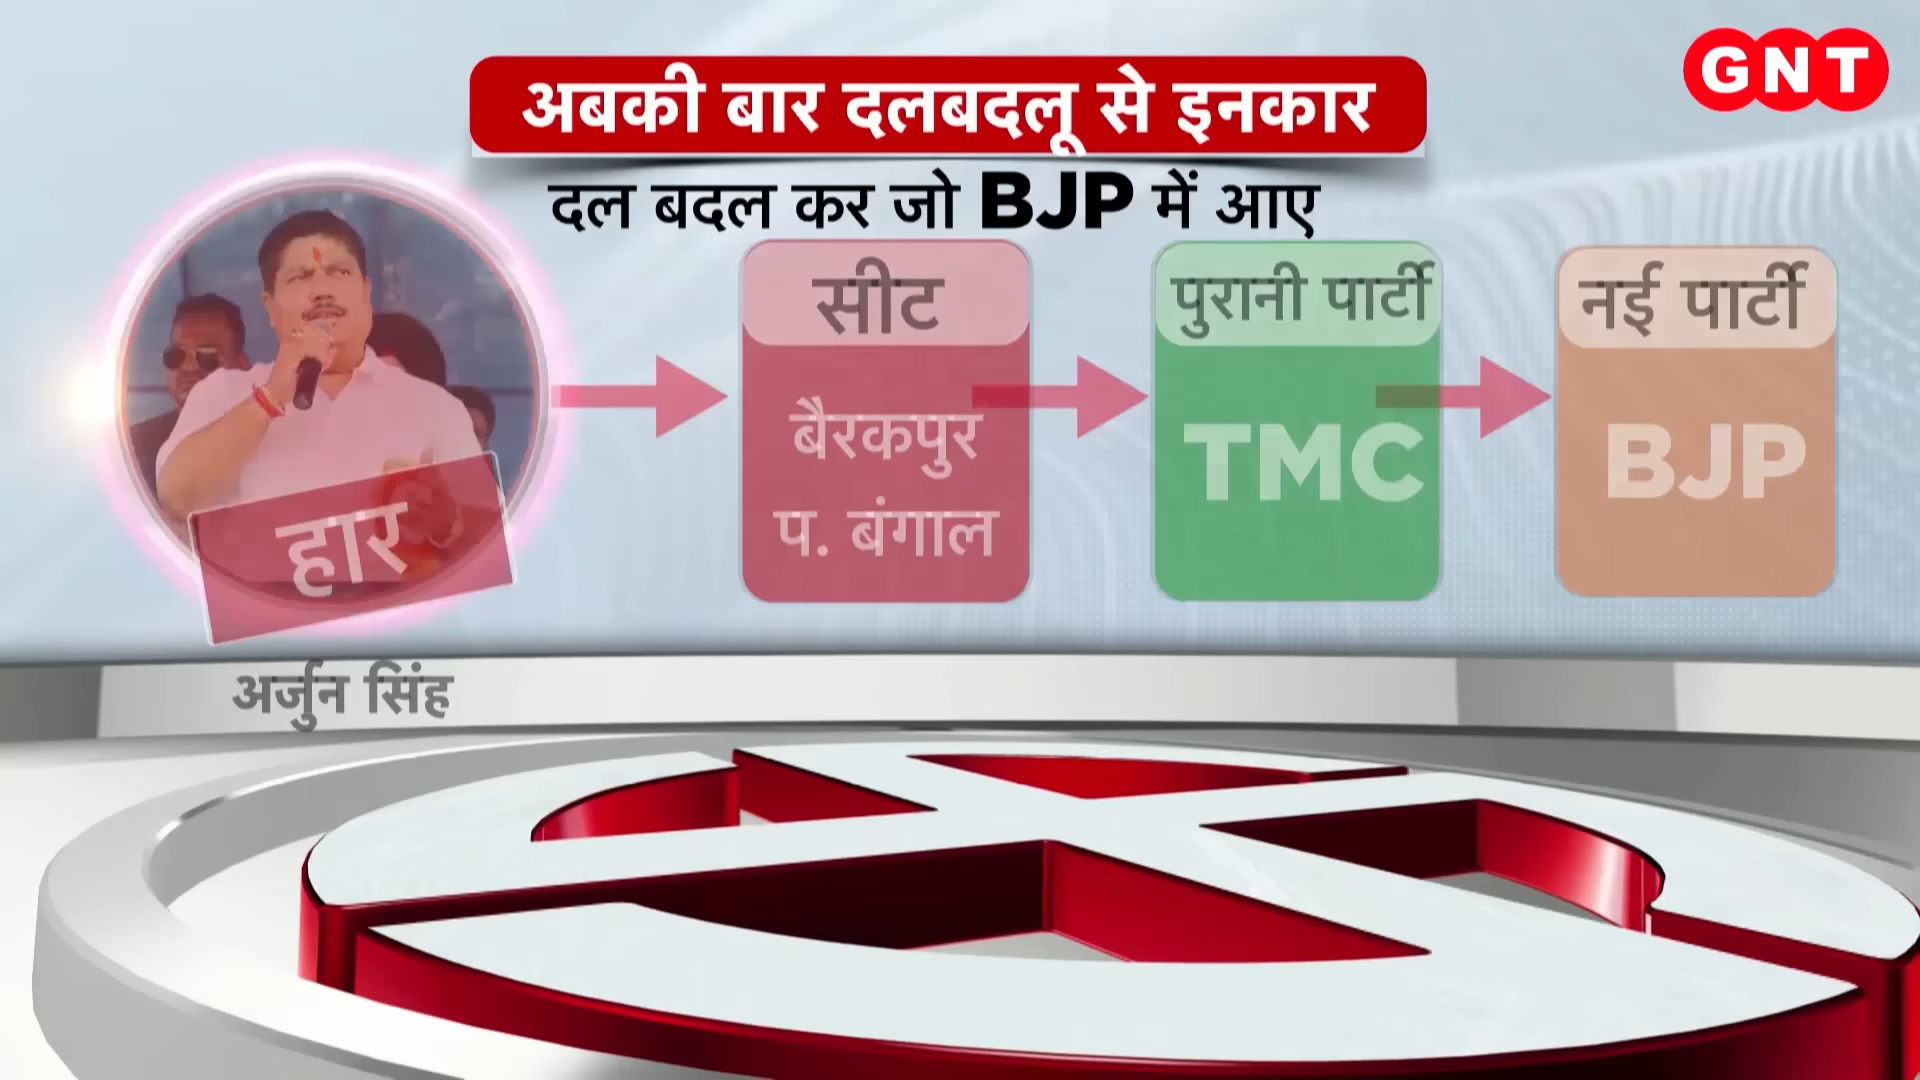 GNT
अबकी बार दलबदलू से इनकार
दल बदल कर जो BJP में आए
सीट
बैरकपुर
प. बंगाल
पुरानी पार्टी
TMC
नई पार्टी
BJP
हार
अर्जुन सिंह